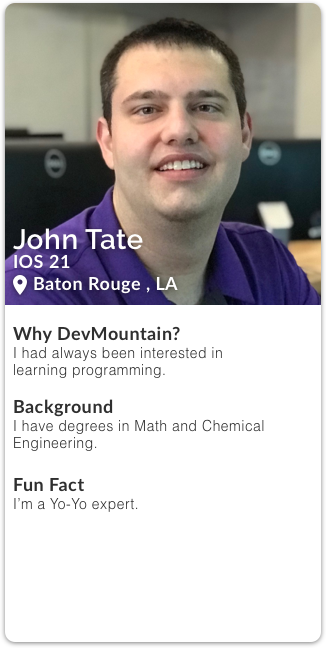 John Tate
IOS 21
Baton Rouge , LA
Why DevMountain?
I had always been interested in
learning programming.
Background
I have degrees in Math and Chemical
Engineering.
Fun Fact
I'm a Yo-Yo expert.